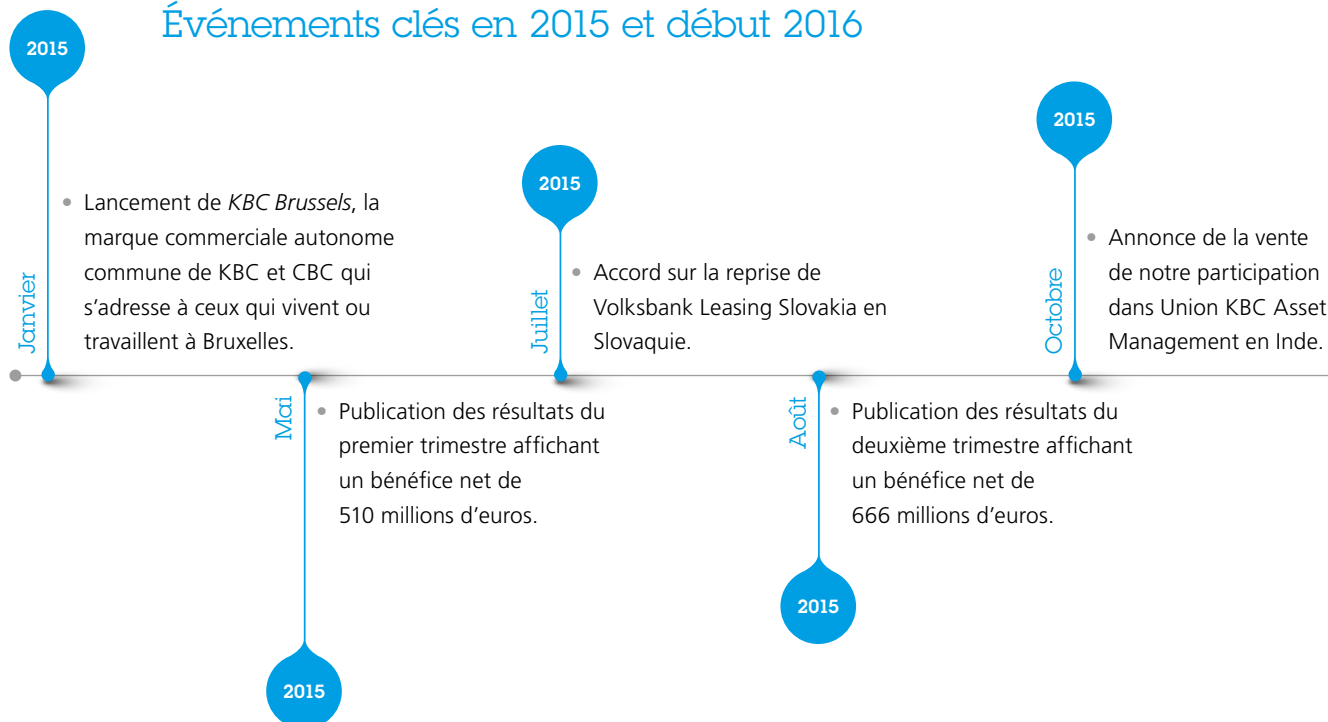 Événements clés en 2015 et début 2016
2015
Janvier
• Lancement de KBC Brussels, la
marque commerciale autonome
commune de KBC et CBC qui
s’adresse à ceux qui vivent ou
travaillent à Bruxelles.
Mai
• Publication des résultats du
premier trimestre affichant
un bénéfice net de
510 millions d’euros.
2015
2015
Juillet
• Accord sur la reprise de
Volksbank Leasing Slovakia en
Slovaquie.
Août
• Publication des résultats du
deuxième trimestre affichant
un bénéfice net de
666 millions d’euros.
2015
2015
Octobre
• Annonce de la vente
de notre participation
dans Union KBC Asset
Management en Inde.